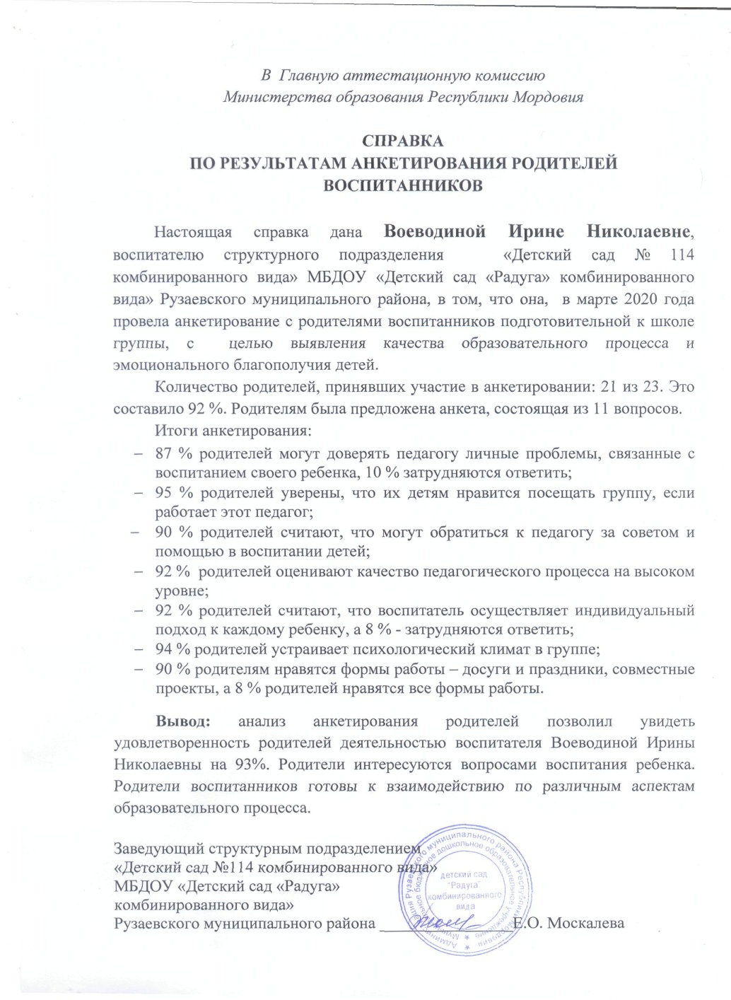 В Главную аттестационную комиссию
Министерства образования Республики Мордовия
СПРАВКА
ПО РЕЗУЛЬТАТАМ АНКЕТИРОВАНИЯ РОДИТЕЛЕЙ
ВОСПИТАННИКОВ
Настоящая справка дана Воеводиной Ирине Николаевне,
воспитателю структурного подразделения «Детский сад № 114
комбинированного вида» МБДОУ «Детский сад «Радуга» комбинированного
вида» Рузаевского муниципального района, в том, что она, в марте 2020 года
провела анкетирование с родителями воспитанников подготовительной к школе
группы, с целью выявления качества образовательного процесса и
эмоционального благополучия детей.
Количество родителей, принявших участие в анкетировании: 21 из 23. Это
составило 92 %. Родителям была предложена анкета, состоящая из 11 вопросов.
Итоги анкетирования:
– 87 % родителей могут доверять педагогу личные проблемы, связанные с
воспитанием своего ребенка, 10 % затрудняются ответить;
– 95 % родителей уверены, что их детям нравится посещать группу, если
работает этот педагог;
– 90 % родителей считают, что могут обратиться к педагогу за советом и
помощью в воспитании детей;
– 92 % родителей оценивают качество педагогического процесса на высоком
уровне;
– 92 % родителей считают, что воспитатель осуществляет индивидуальный
подход к каждому ребенку, а 8 % - затрудняются ответить;
– 94 % родителей устраивает психологический климат в группе;
– 90 % родителям нравятся формы работы – досуги и праздники, совместные
проекты, а 8 % родителей нравятся все формы работы.
Вывод: анализ анкетирования родителей позволил увидеть
удовлетворенность родителей деятельностью воспитателя Воеводиной Ирины
Николаевны на 93%. Родители интересуются вопросами воспитания ребенка.
Родители воспитанников готовы к взаимодействию по различным аспектам
образовательного процесса.
Заведующий структурным подразделением
«Детский сад №114 комбинированного вида»
МБДОУ «Детский сад «Радуга»
комбинированного вида»
Рузаевского муниципального района ________________ Е.О. Москалева
Администрация Рузаевского муниципального района Республики Мордовия
Муниципальное бюджетное дошкольное образовательное учреждение
детский сад
"Радуга"
комбинированного
вида